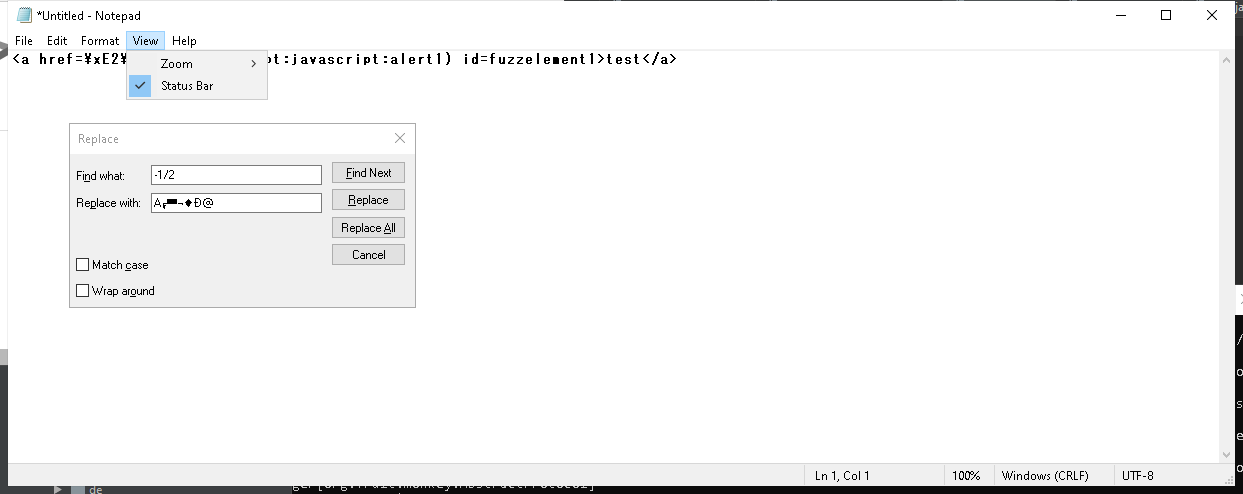 *Untitled - Notepad
File Edit Format View Help
<a href=¥xE2¥ pt:javascript:alert1) id=fuzzelement1>test</a>
Zoom
Status Bar
Replace
Find what: -1/2 Find Next
Replace with: Replace
Replace All
Cancel
Match case
Wrap around
Ln 1, Col 1 100% Windows (CRLF) UTF-8
de